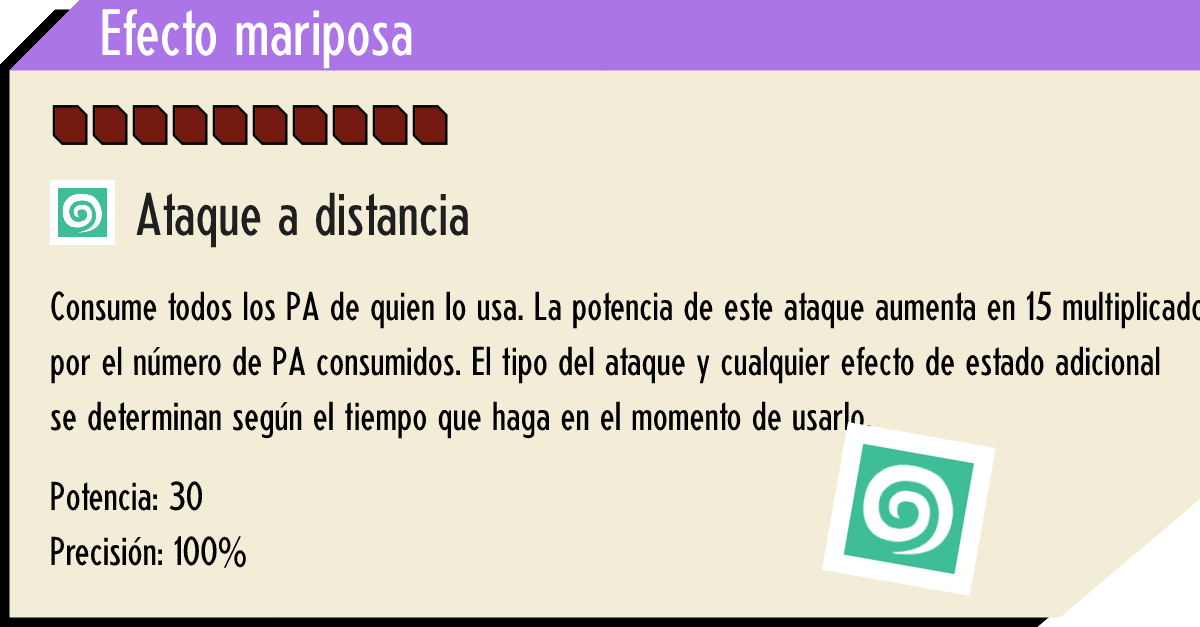 Efecto mariposa
Ataque a distancia
Consume todos los PA de quien lo usa. La potencia de este ataque aumenta en 15 multiplicado
por el número de PA consumidos. El tipo del ataque y cualquier efecto de estado adicional
se determinan según el tiempo que haga en el momento de usarlo.
Potencia: 30
Precisión: 100%